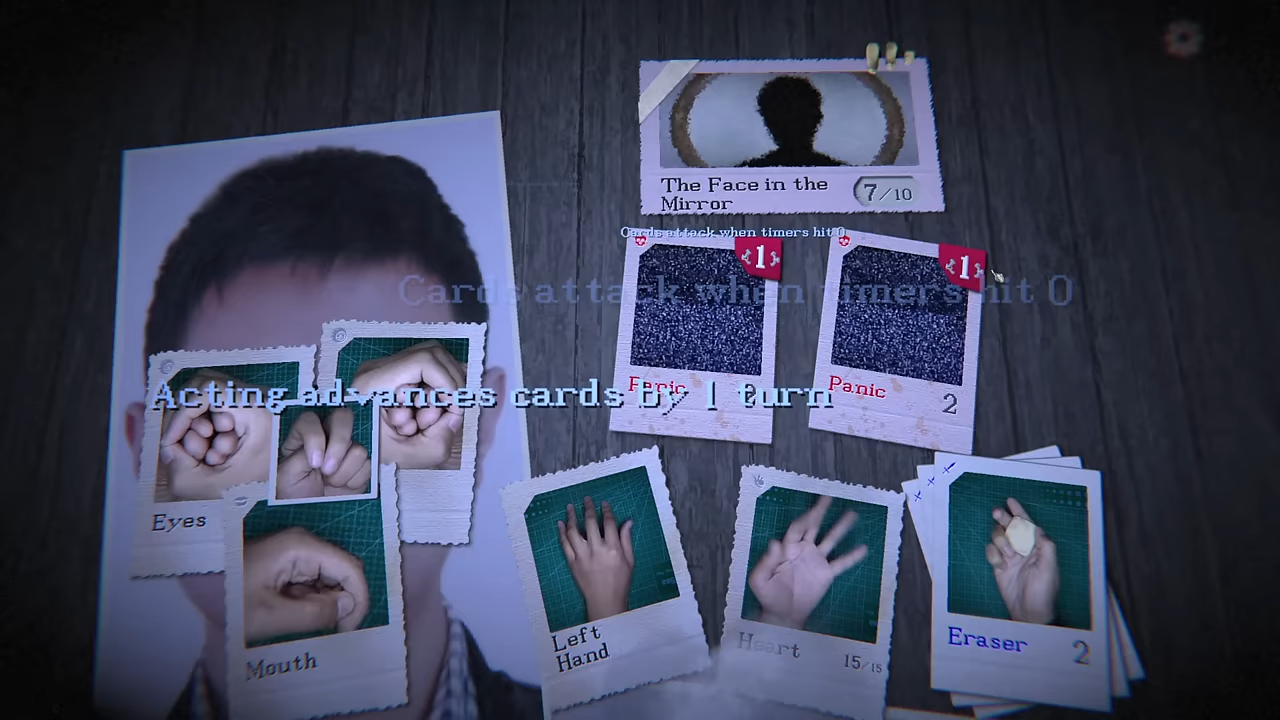 The Face in the
Mirror
7/10
Cards attack when timers hit 0
1
1
Cards attack when timers hit 0
Panic
Panic
2
Acting advances cards by 1 turn
Eyes
Mouth
Left
Hand
Heart
15/15
Eraser
2